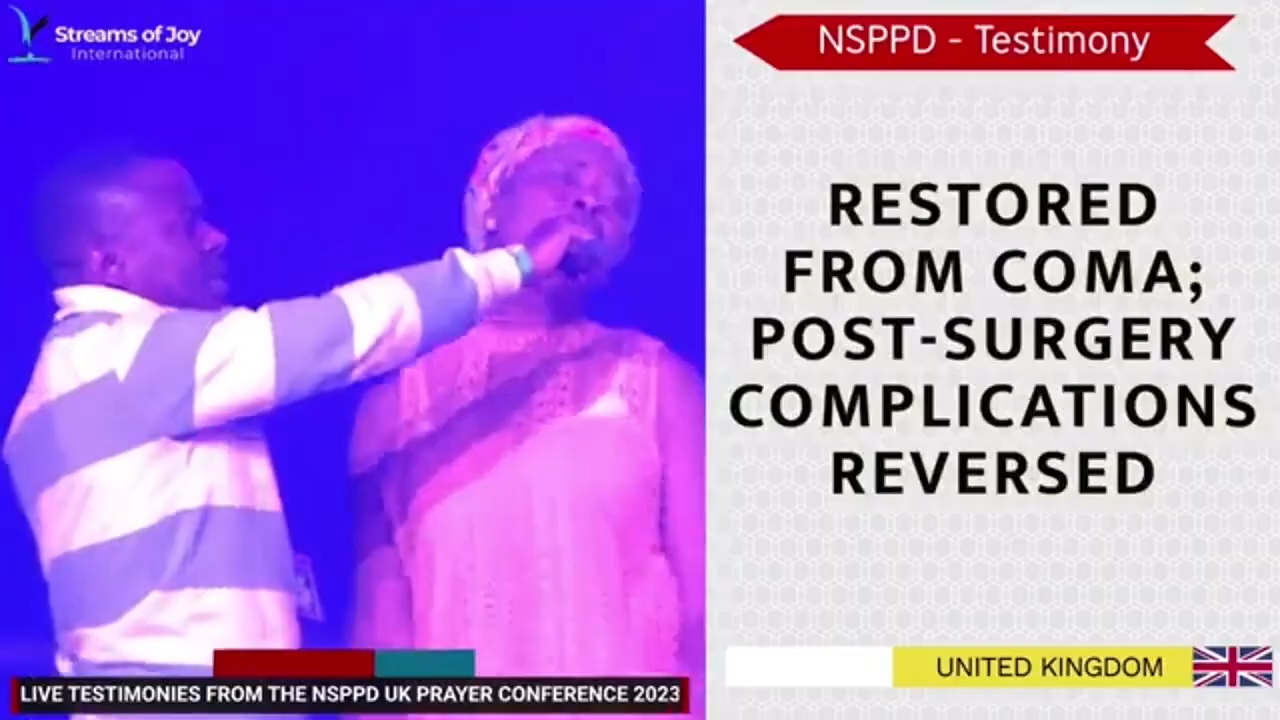 Streams of Joy
International
NSPPD - Testimony
RESTORED
FROM COMA;
POST-SURGERY
COMPLICATIONS
REVERSED
UNITED KINGDOM
LIVE TESTIMONIES FROM THE NSPPD UK PRAYER CONFERENCE 2023